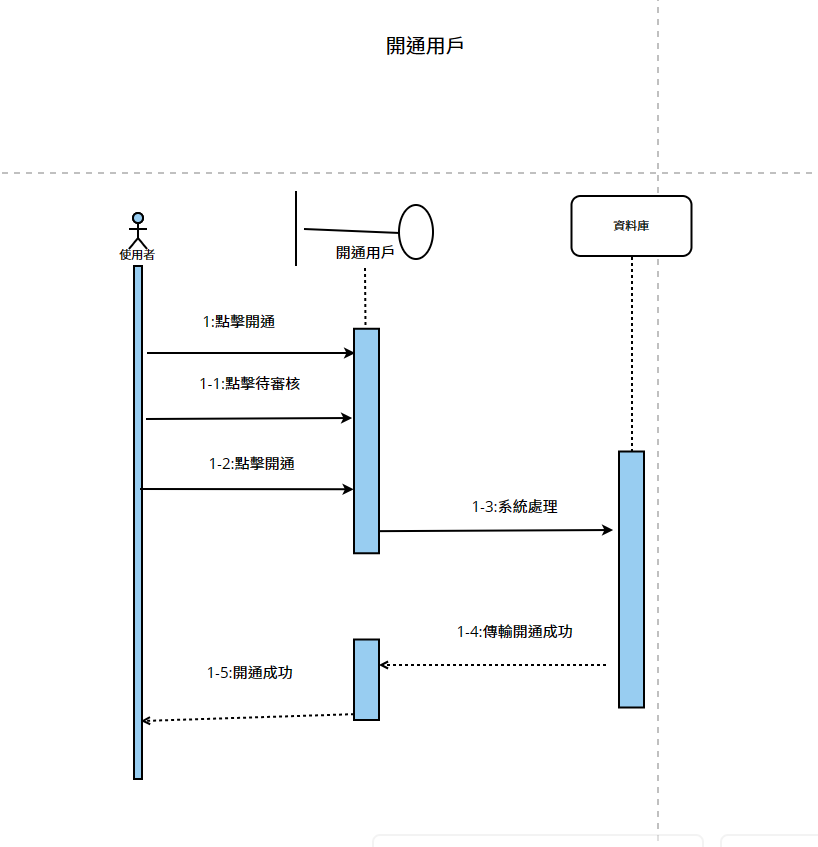 開通用戶
使用者
開通用戶
資料庫
1:點擊開通
1-1:點擊待審核
1-2:點擊開通
1-3:系統處理
1-4:傳輸開通成功
1-5:開通成功